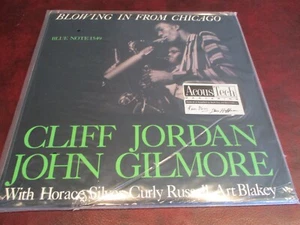 BLOWING IN FROM CHICAGO
BLUE NOTE 1549
AcousTech
CLIFF JORDAN
JOHN GILMORE
With Horace Silver Curly Russell Art Blakey